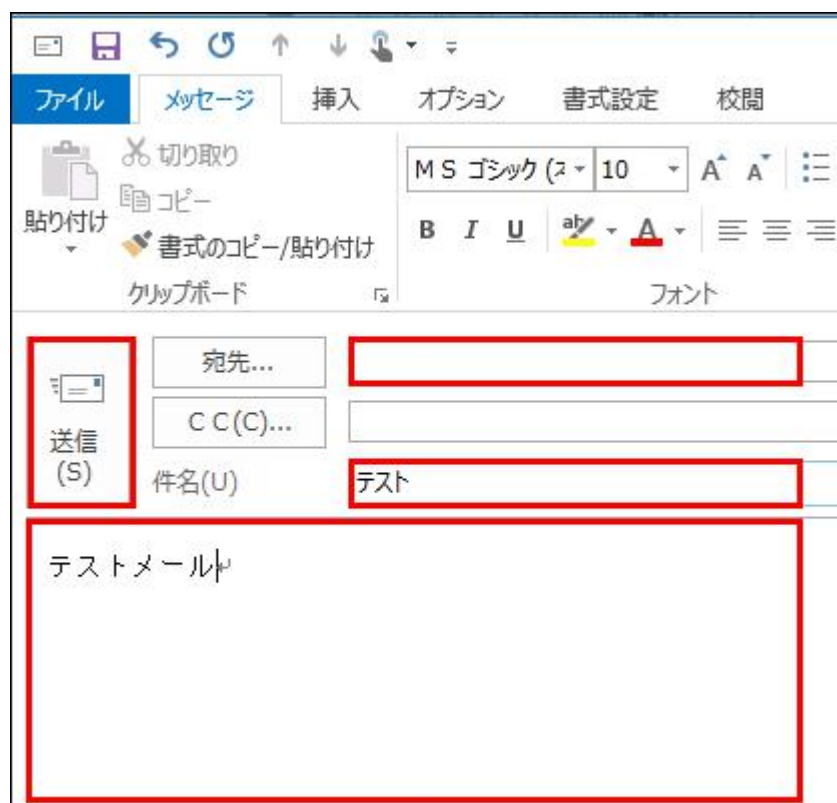 ファイル メッセージ 挿入 オプション 書式設定 校閲
切り取り
コピー
書式のコピー/貼り付け
貼り付け
クリップボード
ＭＳ ゴシック (ス 10 A A
B I U ab A
フォント
宛先...
ＣＣ(C)...
送信
(S)
件名(U) テスト
テストメール